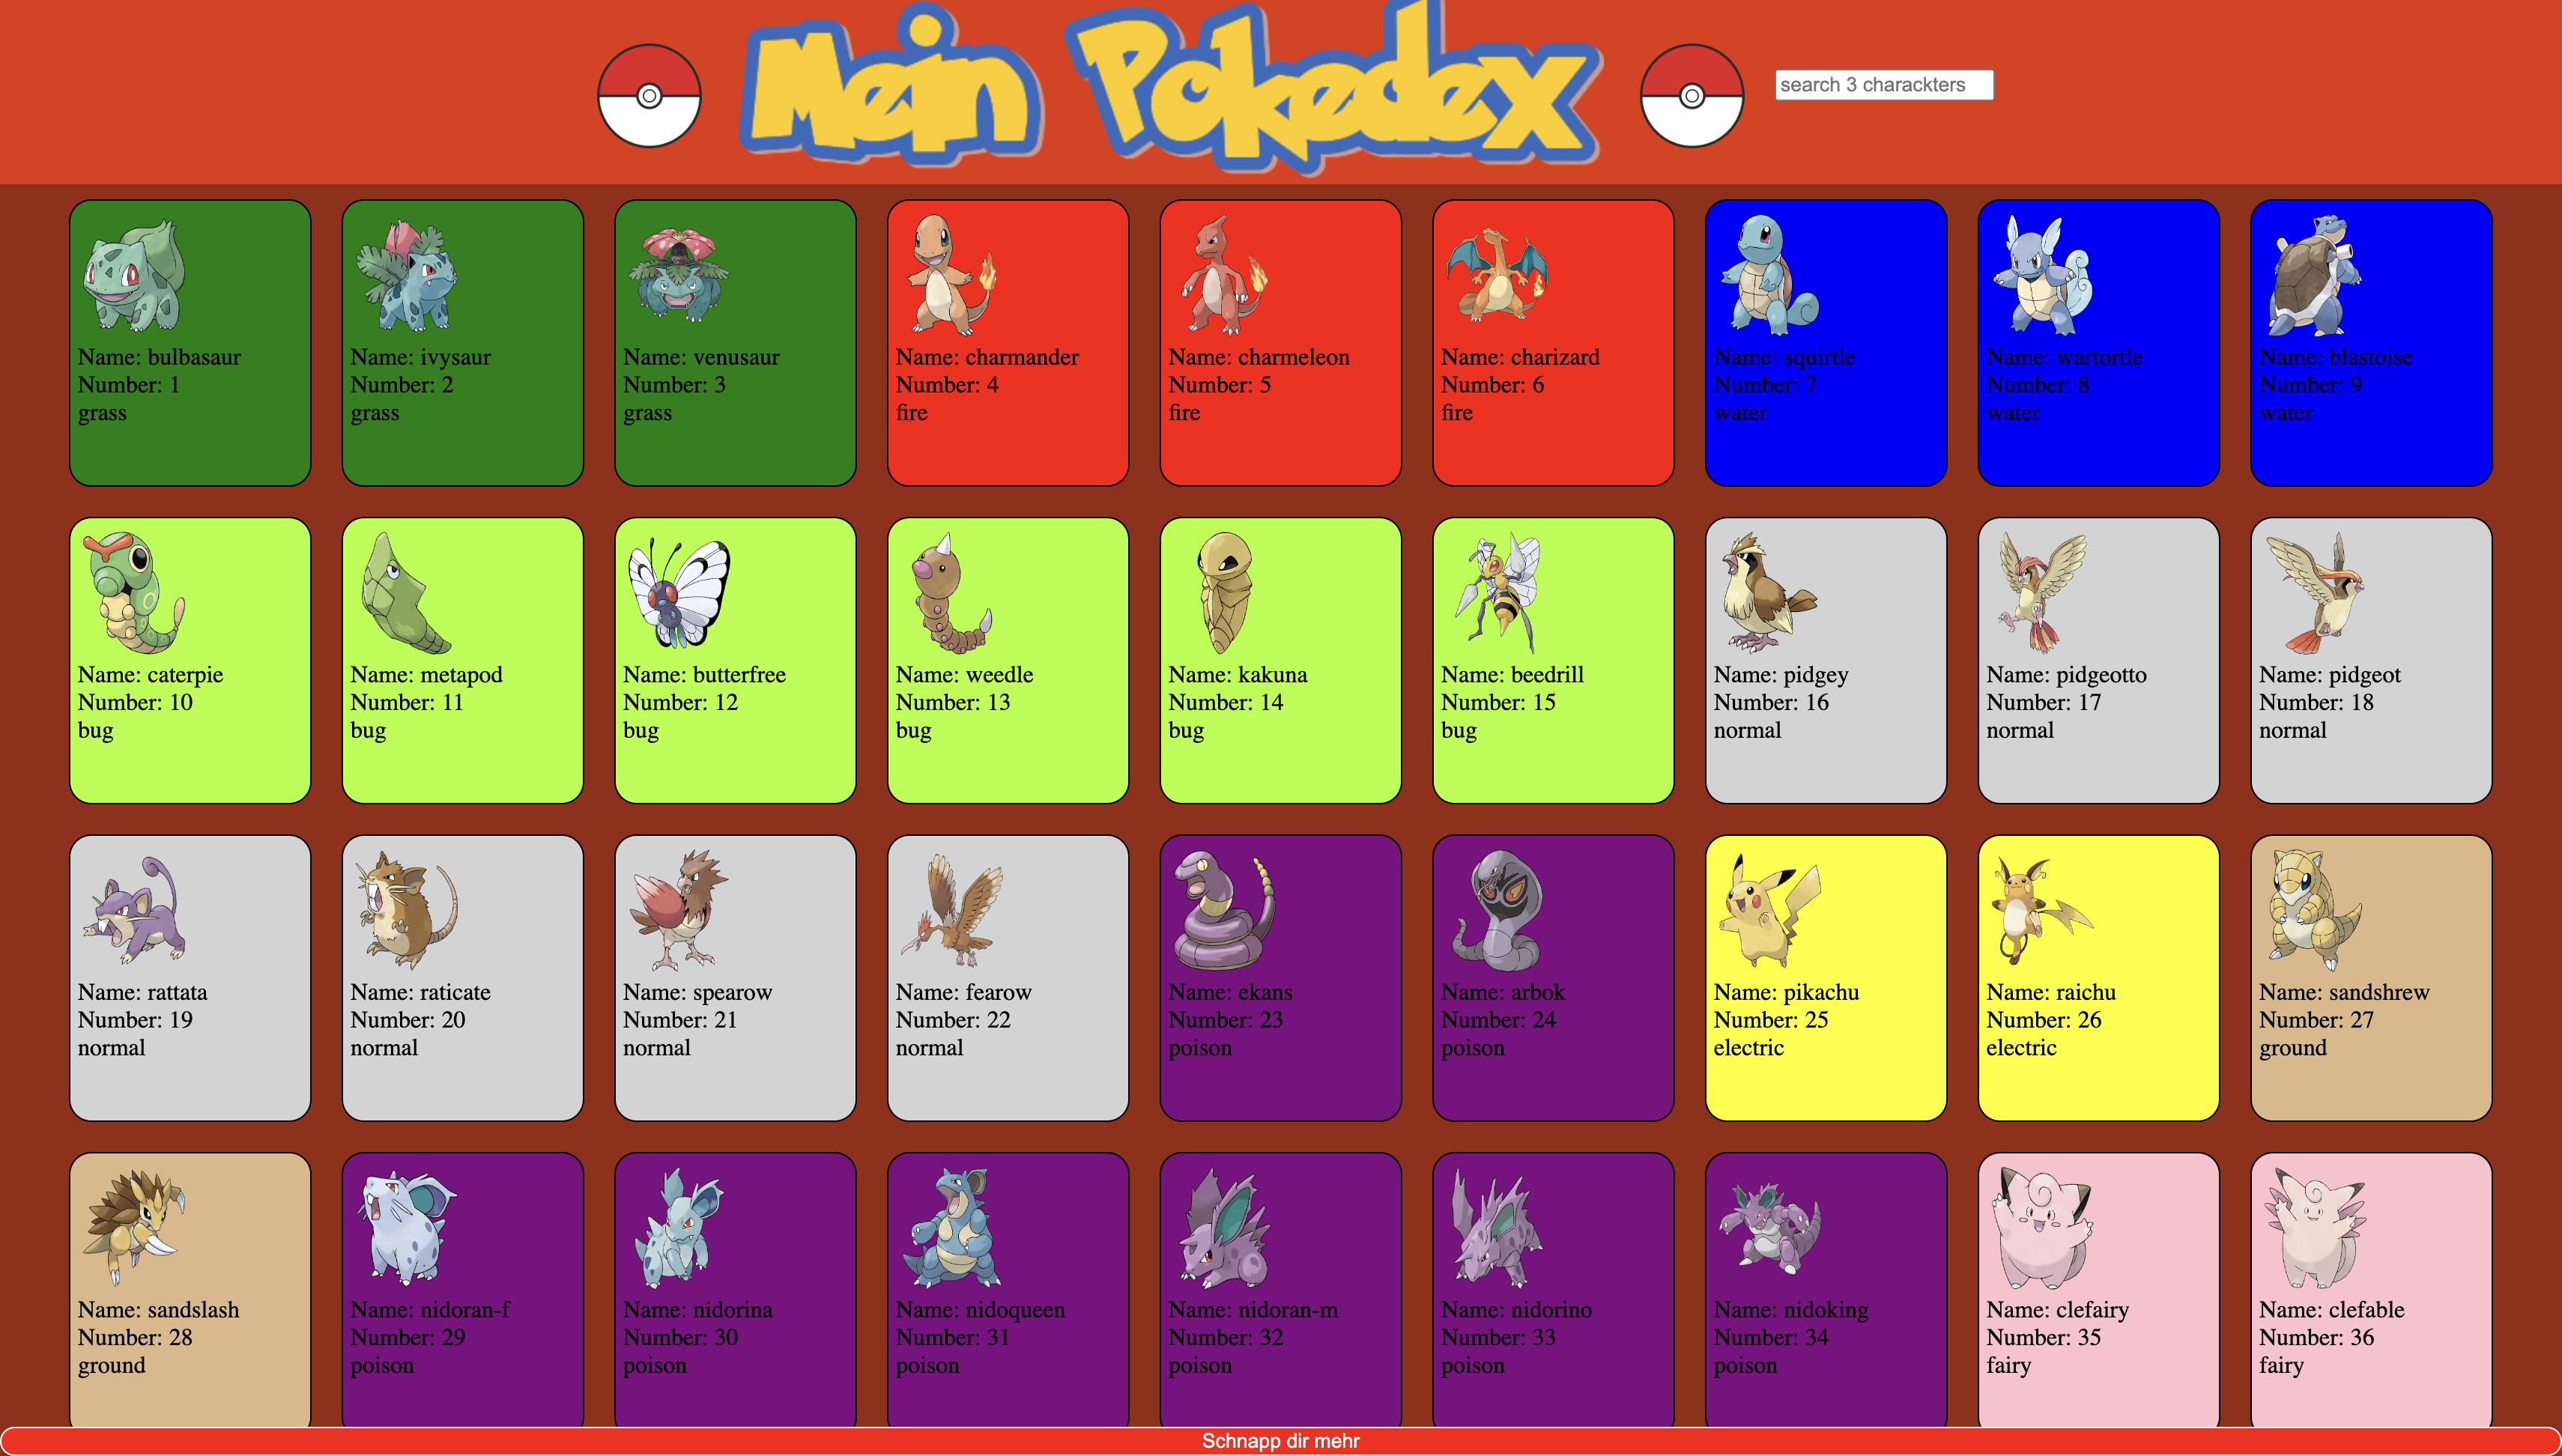 Mein Pokedex
search 3 charackters
Name: bulbasaur
Number: 1
grass
Name: ivysaur
Number: 2
grass
Name: venusaur
Number: 3
grass
Name: charmander
Number: 4
fire
Name: charmeleon
Number: 5
fire
Name: charizard
Number: 6
fire
Name: squirtle
Number: 7
water
Name: wartortle
Number: 8
water
Name: blastoise
Number: 9
water
Name: caterpie
Number: 10
bug
Name: metapod
Number: 11
bug
Name: butterfree
Number: 12
bug
Name: weedle
Number: 13
bug
Name: kakuna
Number: 14
bug
Name: beedrill
Number: 15
bug
Name: pidgey
Number: 16
normal
Name: pidgeotto
Number: 17
normal
Name: pidgeot
Number: 18
normal
Name: rattata
Number: 19
normal
Name: raticate
Number: 20
normal
Name: spearow
Number: 21
normal
Name: fearow
Number: 22
normal
Name: ekans
Number: 23
poison
Name: arbok
Number: 24
poison
Name: pikachu
Number: 25
electric
Name: raichu
Number: 26
electric
Name: sandshrew
Number: 27
ground
Name: sandslash
Number: 28
ground
Name: nidoran-f
Number: 29
poison
Name: nidorina
Number: 30
poison
Name: nidoqueen
Number: 31
poison
Name: nidoran-m
Number: 32
poison
Name: nidorino
Number: 33
poison
Name: nidoking
Number: 34
poison
Name: clefairy
Number: 35
fairy
Name: clefable
Number: 36
fairy
Schnapp dir mehr